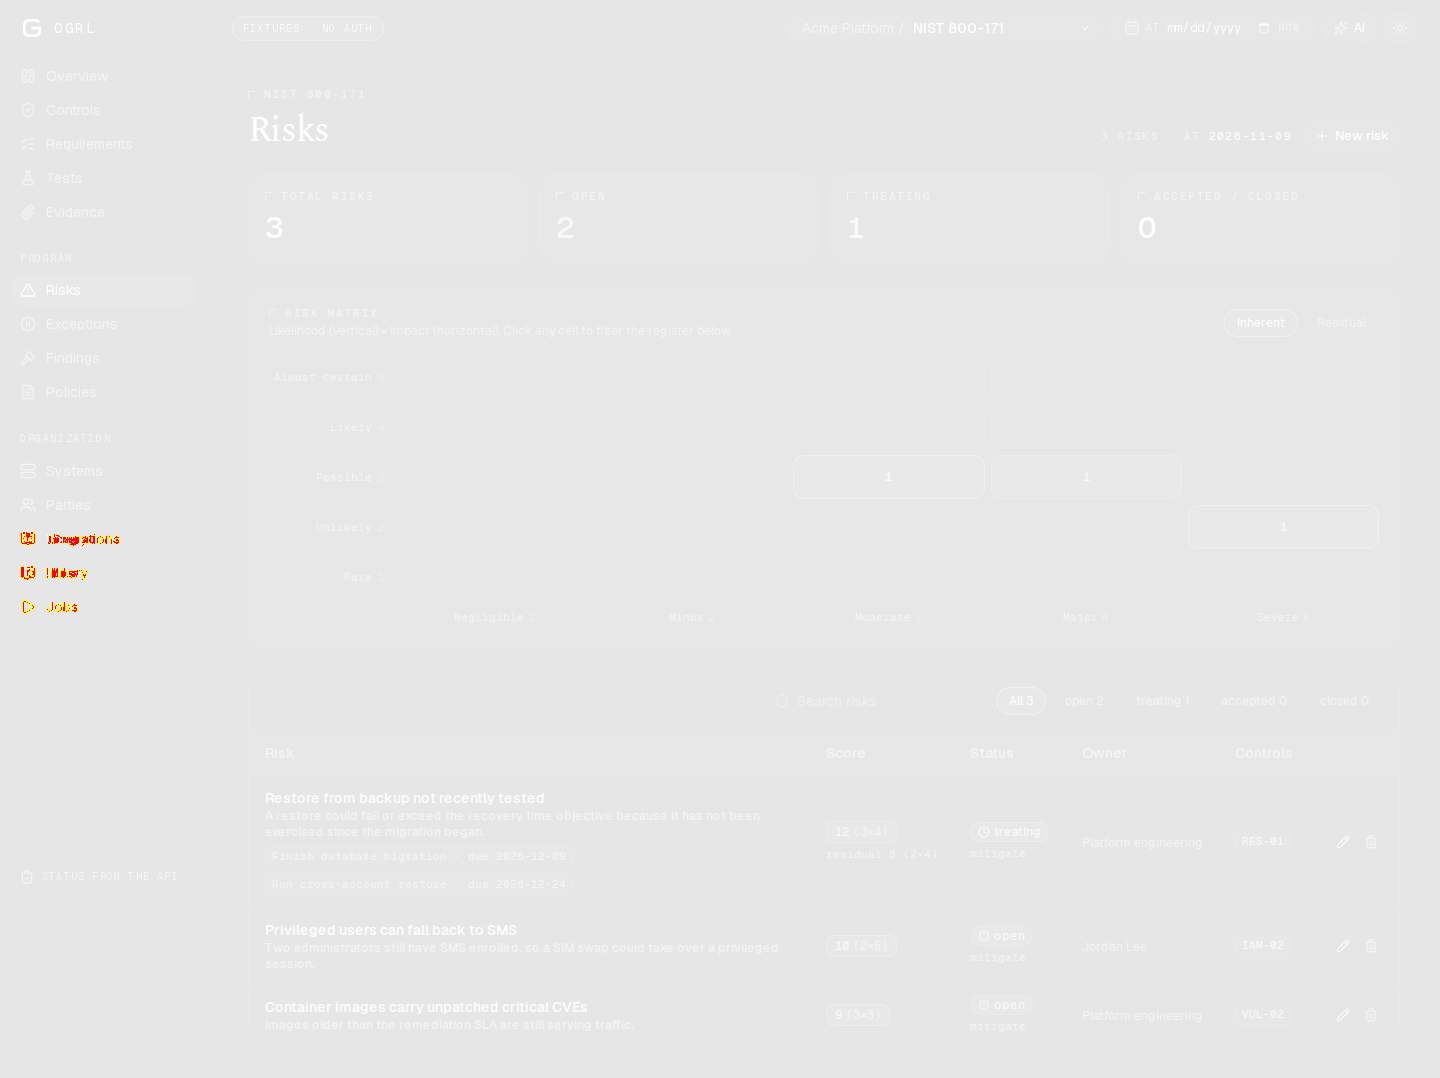 OGRL
FIXTURES NO AUTH
Acme Platform / NIST 800-171
AT mm/dd/yyyy NOW
AI
Overview
Controls
Requirements
Tests
Evidence
PROGRAM
Risks
Exceptions
Findings
Policies
ORGANIZATION
Systems
Parties
Jobs
STATUS FROM THE API
NIST 800-171
Risks
3 RISKS · AT 2026-11-09
New risk
TOTAL RISKS
3
OPEN
2
TREATING
1
ACCEPTED / CLOSED
0
RISK MATRIX
Likelihood (vertical) × Impact (horizontal). Click any cell to filter the register below.
Inherent Residual
Almost certain 5
Likely 4
Possible 3 1 1
Unlikely 2 1
Rare 1
Negligible 1 Minor 2 Moderate 3 Major 4 Severe 5
Search risks
All 3 open 2 treating 1 accepted 0 closed 0
Risk Score Status Owner Controls
Restore from backup not recently tested
A restore could fail or exceed the recovery time objective because it has not been
exercised since the migration began.
Finish database migration · due 2026-12-09
Run cross-account restore · due 2026-12-24
12 (3×4)
residual 8 (2×4)
treating
mitigate
Platform engineering
RES-01
Privileged users can fall back to SMS
Two administrators still have SMS enrolled, so a SIM swap could take over a privileged
session.
10 (2×5)
open
mitigate
Jordan Lee
IAM-02
Container images carry unpatched critical CVEs
Images older than the remediation SLA are still serving traffic.
9 (3×3)
open
mitigate
Platform engineering
VUL-02